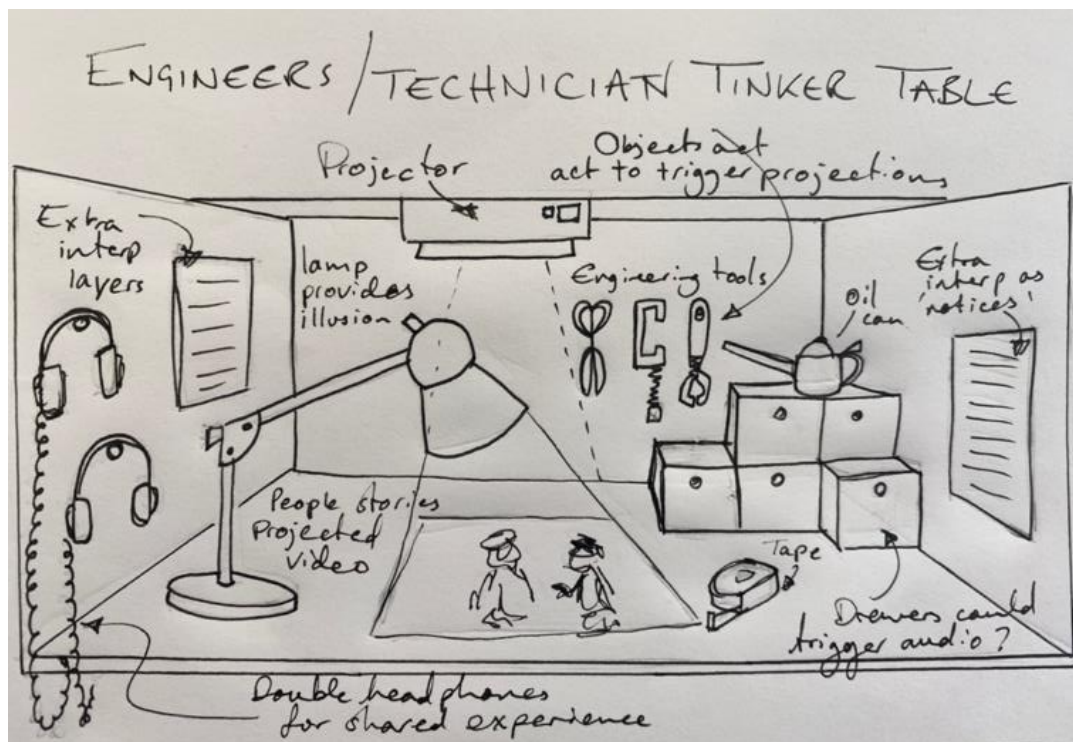 ENGINEERS / TECHNICIAN TINKER TABLE
Projector
Objects act
act to trigger projections
Extra
interp
layers
lamp
provides
illusion
Engineering tools
Oil
can
Extra
interp as
notices
People stories
Projected
video
Tape
Drewers could
trigger audio?
Double headphones
for shared experience